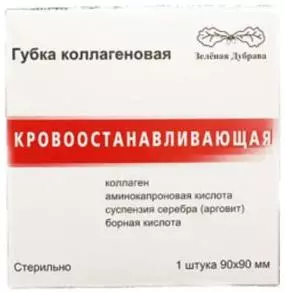 Губка коллагеновая
Зелёная Дубрава
КРОВООСТАНАВЛИВАЮЩАЯ
коллаген
аминокапроновая кислота
суспензия серебра (арговит)
борная кислота
Стерильно
1 штука 90х90 мм